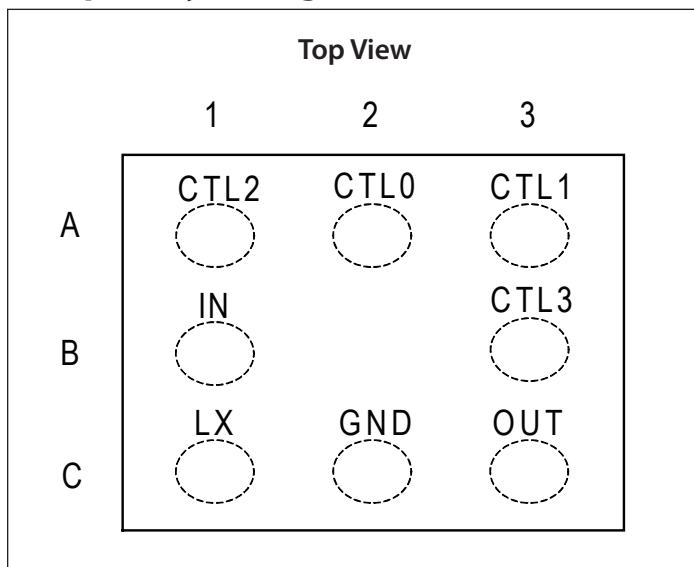 Top View
1 2 3
CTL2 CTL0 CTL1
A
IN CTL3
B
LX GND OUT
C